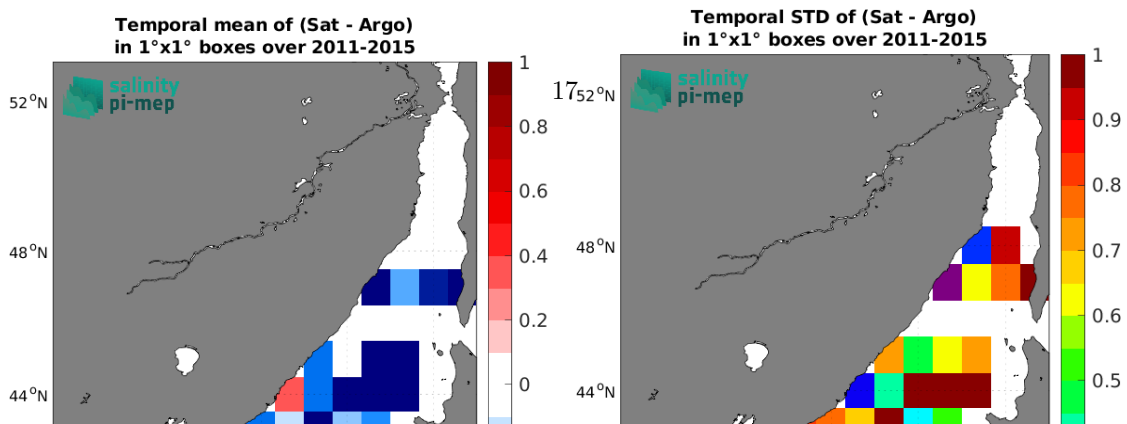 Temporal mean of (Sat - Argo)
in 1°x1° boxes over 2011-2015
salinity
pi-mep
52°N
48°N
44°N
1
0.8
0.6
0.4
0.2
0
17
Temporal STD of (Sat - Argo)
in 1°x1° boxes over 2011-2015
salinity
pi-mep
52°N
48°N
44°N
1
0.9
0.8
0.7
0.6
0.5